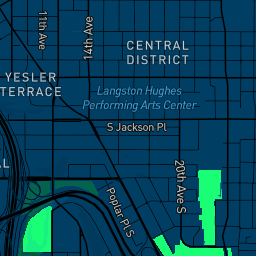 11th Ave
14th Ave
CENTRAL
DISTRICT
YESLER
TERRACE
Langston Hughes
Performing Arts Center
S Jackson Pl
AL
20th Ave S
Poplar Pl S